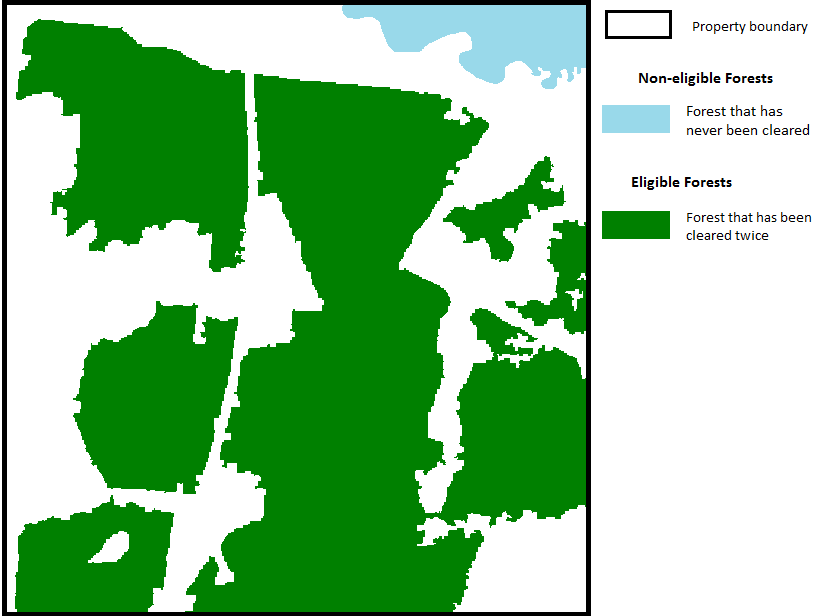 Property boundary
Non-eligible Forests
Forest that has
never been cleared
Eligible Forests
Forest that has been
cleared twice